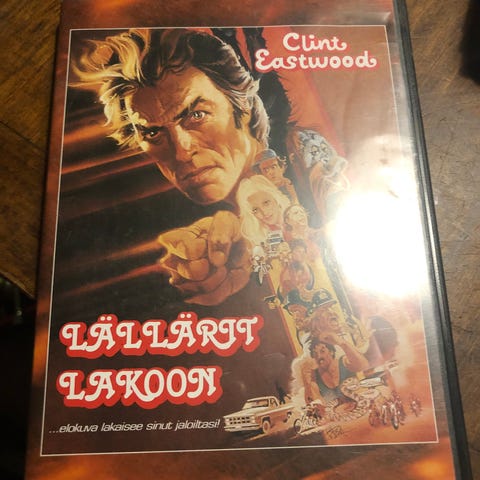 Clint
Eastwood
LÄLLÄRIT
LAKOON
...elokuva lakaisee sinut jaloiltasi!